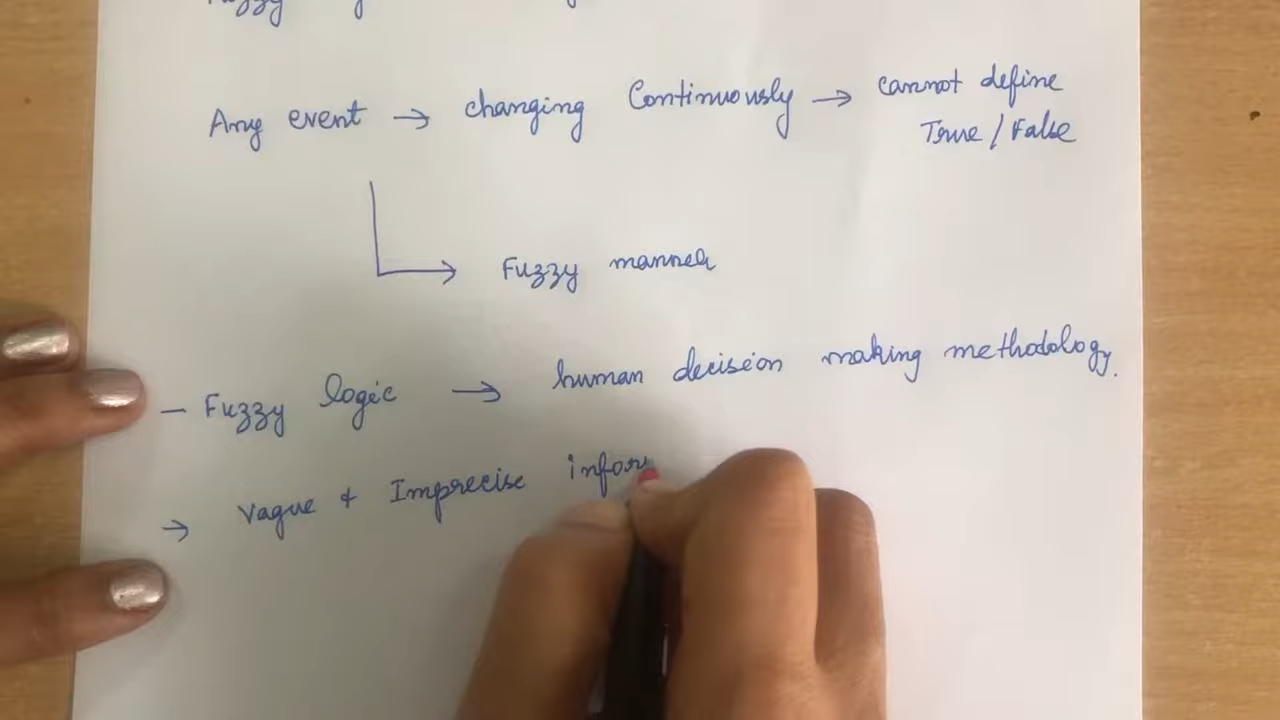 Fuzzy
Any event → changing Continuously → cannot define
True / False
Fuzzy manner
– Fuzzy logic → human decision making methodology.
→ Vague & Imprecise infor